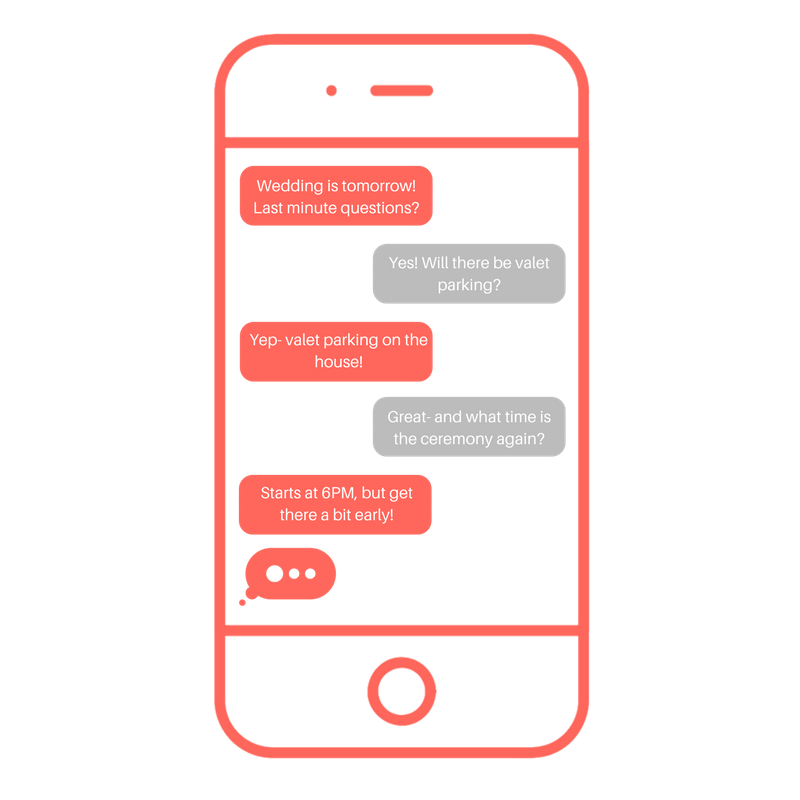 Wedding is tomorrow!
Last minute questions?
Yes! Will there be valet
parking?
Yep- valet parking on the
house!
Great- and what time is
the ceremony again?
Starts at 6PM, but get
there a bit early!